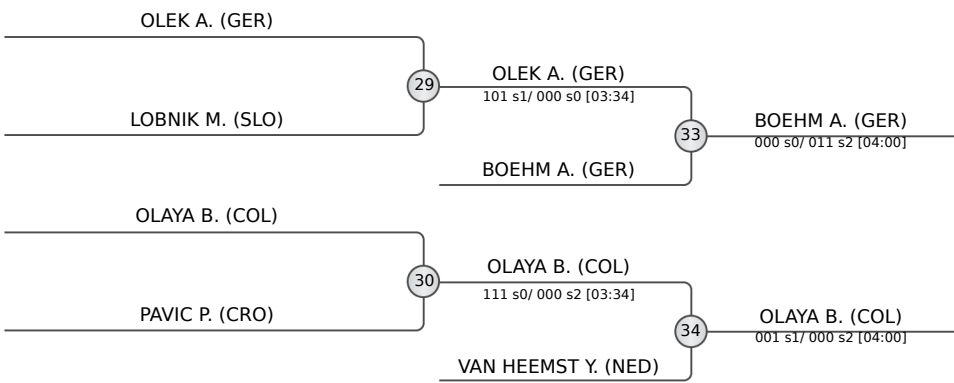 OLEK A. (GER)
29
OLEK A. (GER)
101 s1/ 000 s0 [03:34]
LOBNIK M. (SLO)
33
BOEHM A. (GER)
000 s0/ 011 s2 [04:00]
BOEHM A. (GER)
OLAYA B. (COL)
30
OLAYA B. (COL)
111 s0/ 000 s2 [03:34]
PAVIC P. (CRO)
34
OLAYA B. (COL)
001 s1/ 000 s2 [04:00]
VAN HEEMST Y. (NED)